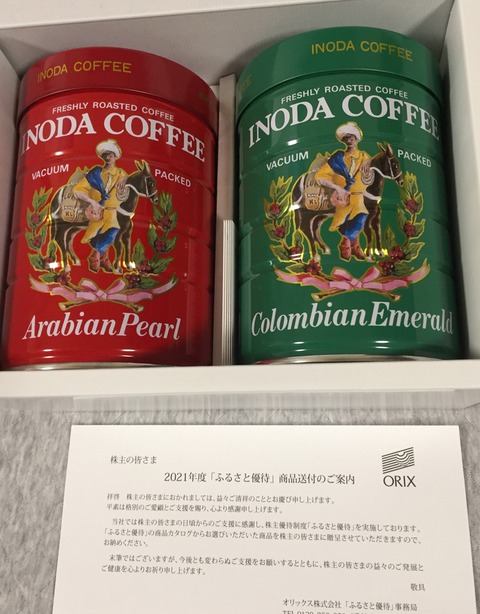 INODA COFFEE
FRESHLY ROASTED COFFEE
INODA COFFEE
VACUUM PACKED
Arabian Pearl
INODA COFFEE
FRESHLY ROASTED COFFEE
INODA COFFEE
VACUUM PACKED
Colombian Emerald
株主の皆さま
2021年度「ふるさと優待」商品送付のご案内
ORIX
拝啓 株主の皆さまにおかれましては、益々ご清祥のこととお慶び申し上げます。
平素は格別のご愛顧とご支援を賜り、心より感謝申し上げます。
当社では株主の皆さまの日頃からのご支援に感謝し、株主優待制度「ふるさと優待」を実施しております。
「ふるさと優待」の商品カタログからお選びいただいた商品を株主の皆さまに贈呈させていただきますので、
お納めください。
末筆ではございますが、今後とも変わらぬご支援をお願いするとともに、株主の皆さまの益々のご発展と
ご健康を心よりお祈り申し上げます。
敬具
オリックス株式会社「ふるさと優待」事務局